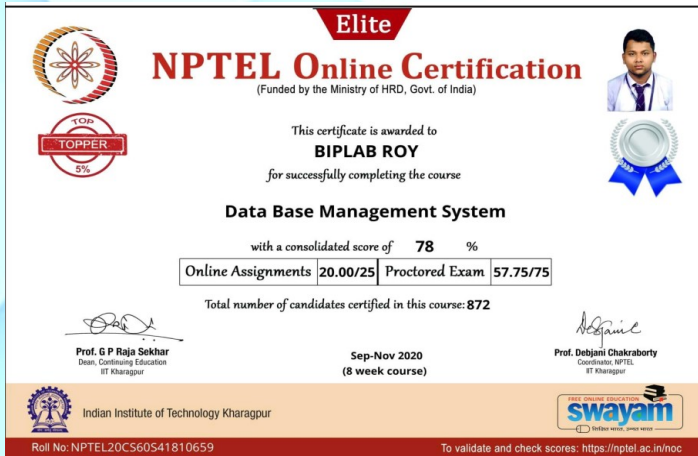 Elite
NPTEL Online Certification
(Funded by the Ministry of HRD, Govt. of India)
TOP
TOPPER
5%
This certificate is awarded to
BIPLAB ROY
for successfully completing the course
Data Base Management System
with a consolidated score of 78 %
Online Assignments 20.00/25 Proctored Exam 57.75/75
Total number of candidates certified in this course: 872
Prof. G P Raja Sekhar
Dean, Continuing Education
IIT Kharagpur
Sep-Nov 2020
(8 week course)
Prof. Debjani Chakraborty
Coordinator, NPTEL
IIT Kharagpur
Indian Institute of Technology Kharagpur
FREE ONLINE EDUCATION
swayam
शिक्षित भारत, उन्नत भारत
Roll No: NPTEL20CS60S41810659
To validate and check scores: https://nptel.ac.in/noc